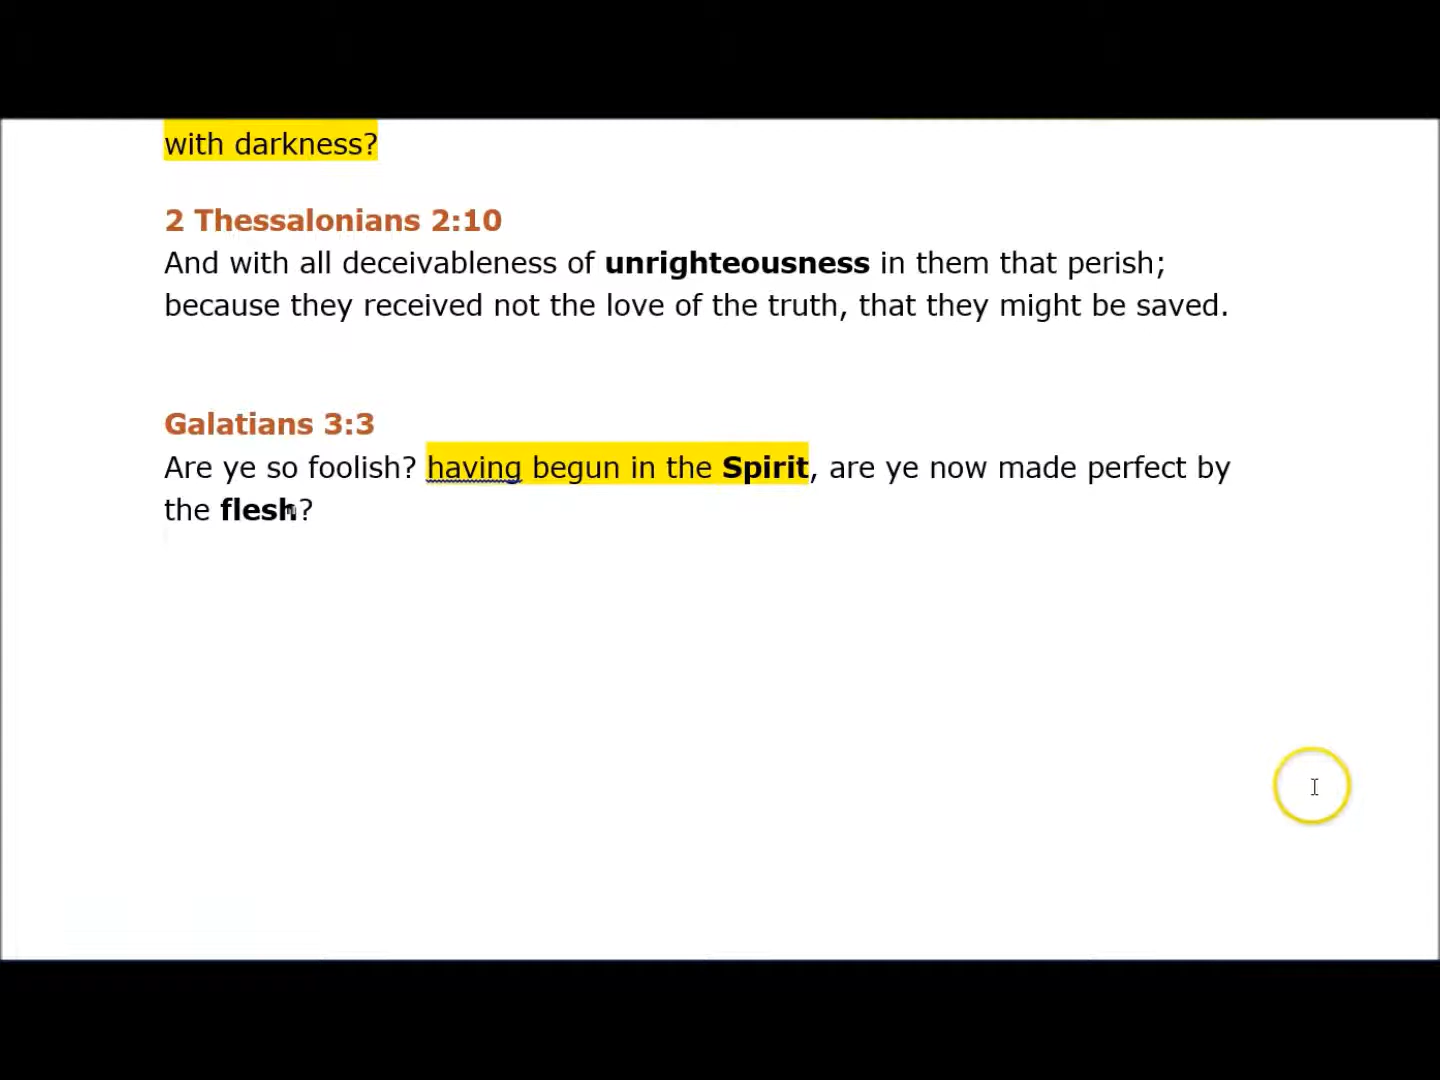 with darkness?
2 Thessalonians 2:10
And with all deceivableness of unrighteousness in them that perish;
because they received not the love of the truth, that they might be saved.
Galatians 3:3
Are ye so foolish? having begun in the Spirit, are ye now made perfect by
the flesh?